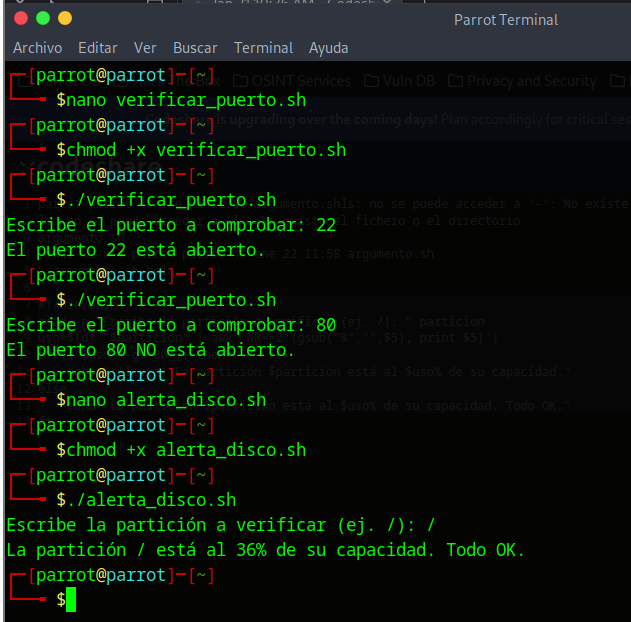 Parrot Terminal
Archivo Editar Ver Buscar Terminal Ayuda
┌─[parrot@parrot]─[~]
└──╼ $nano verificar_puerto.sh
┌─[parrot@parrot]─[~]
└──╼ $chmod +x verificar_puerto.sh
┌─[parrot@parrot]─[~]
└──╼ $./verificar_puerto.sh
Escribe el puerto a comprobar: 22
El puerto 22 está abierto.
┌─[parrot@parrot]─[~]
└──╼ $./verificar_puerto.sh
Escribe el puerto a comprobar: 80
El puerto 80 NO está abierto.
┌─[parrot@parrot]─[~]
└──╼ $nano alerta_disco.sh
┌─[parrot@parrot]─[~]
└──╼ $chmod +x alerta_disco.sh
┌─[parrot@parrot]─[~]
└──╼ $./alerta_disco.sh
Escribe la partición a verificar (ej. /): /
La partición / está al 36% de su capacidad. Todo OK.
┌─[parrot@parrot]─[~]
└──╼ $